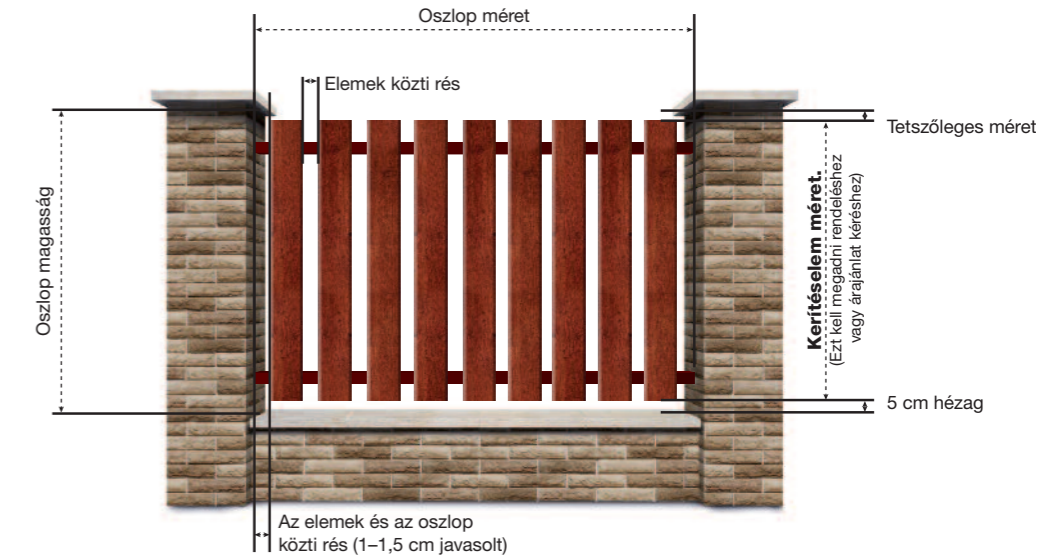 Oszlop méret
Elemek közti rés
Tetszőleges méret
Oszlop magasság
Kerítéselem méret.
(Ezt kell megadni rendeléshez
vagy árajánlat kéréshez)
5 cm hézag
Az elemek és az oszlop
közti rés (1–1,5 cm javasolt)